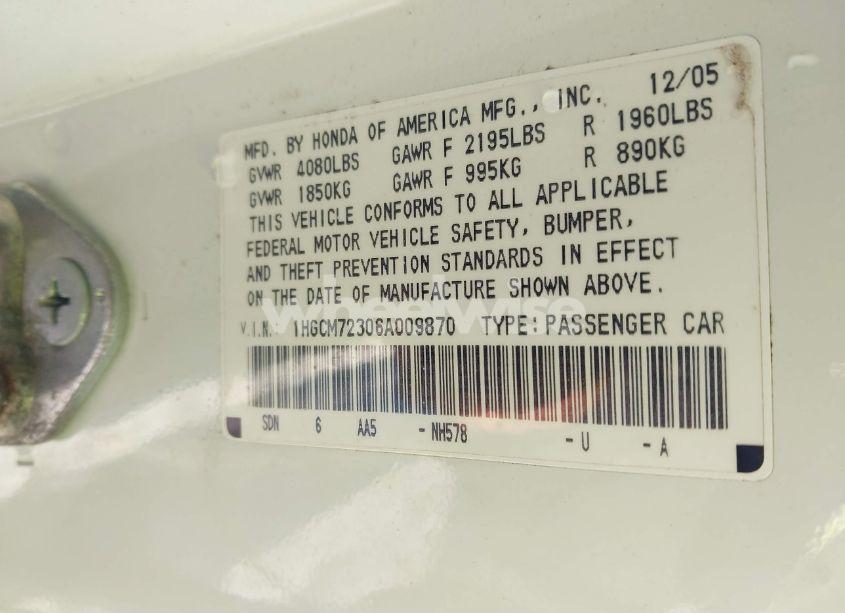 12/05
MFD. BY HONDA OF AMERICA MFG., INC.
GVWR 4080LBS GAWR F 2195LBS R 1960LBS
GVWR 1850KG GAWR F 995KG R 890KG
THIS VEHICLE CONFORMS TO ALL APPLICABLE
FEDERAL MOTOR VEHICLE SAFETY, BUMPER,
AND THEFT PREVENTION STANDARDS IN EFFECT
ON THE DATE OF MANUFACTURE SHOWN ABOVE.
wheelwise
V.I.N.: 1HGCM72306A009870 TYPE: PASSENGER CAR
SDN 6 AA5 -NH578 -U -A